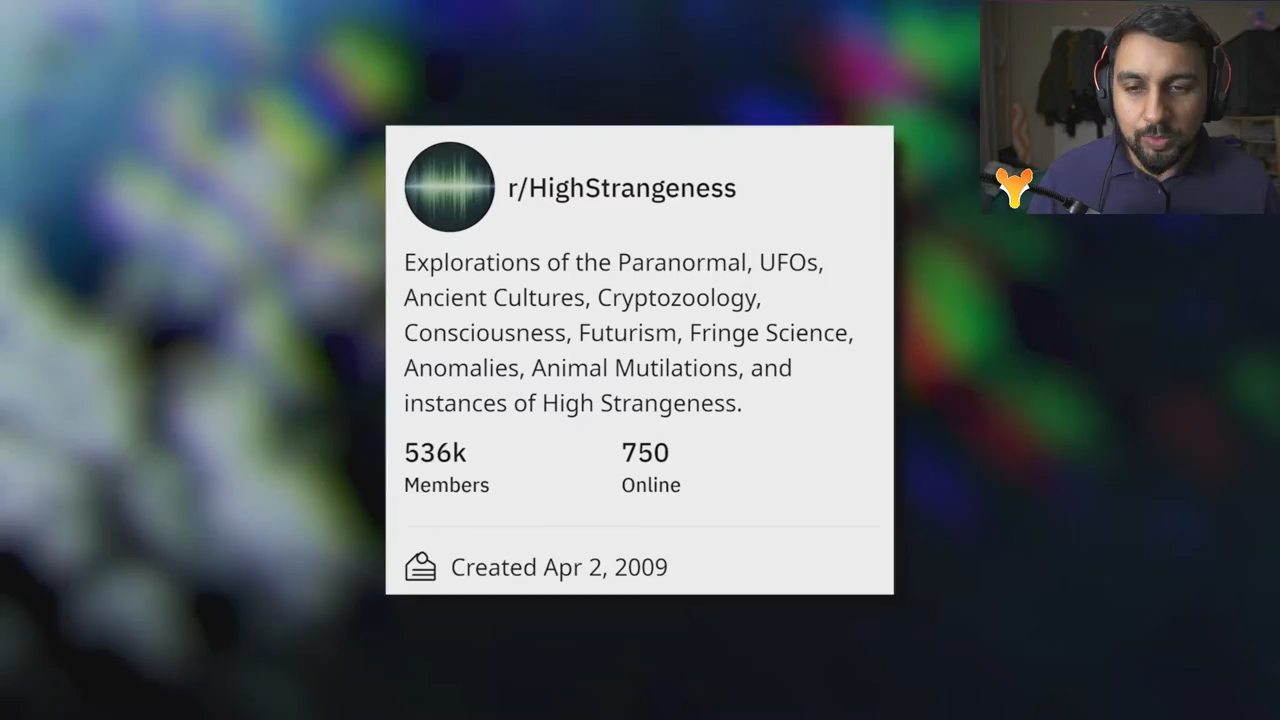 r/HighStrangeness
Explorations of the Paranormal, UFOs,
Ancient Cultures, Cryptozoology,
Consciousness, Futurism, Fringe Science,
Anomalies, Animal Mutilations, and
instances of High Strangeness.
536k 750
Members Online
Created Apr 2, 2009